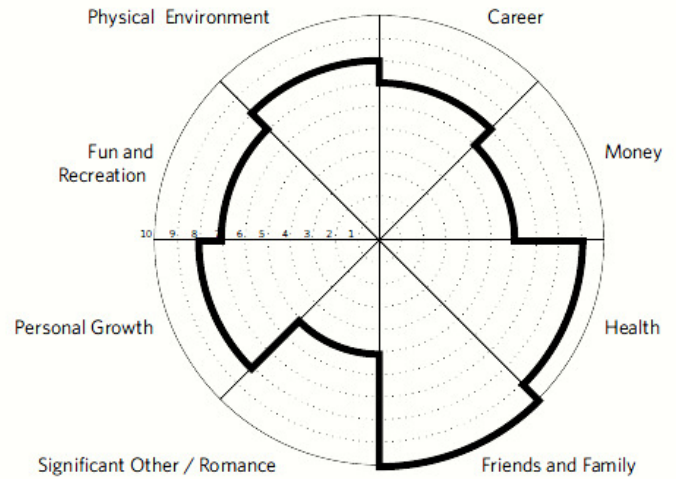 Physical Environment
Career
Fun and
Recreation
Money
10 9. 8. 7 6. 5. 4. 3. 2. 1
Personal Growth
Health
Significant Other / Romance
Friends and Family